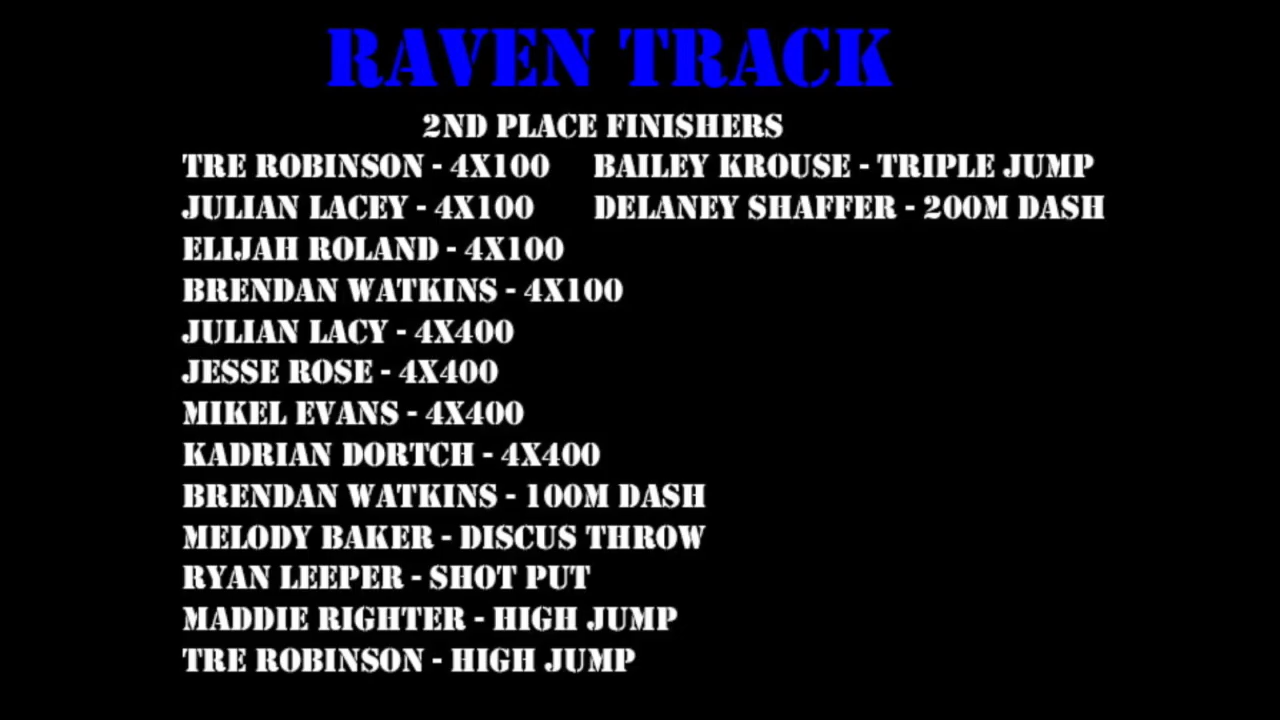 RAVEN TRACK
2ND PLACE FINISHERS
TRE ROBINSON - 4X100
JULIAN LACEY - 4X100
ELIJAH ROLAND - 4X100
BRENDAN WATKINS - 4X100
JULIAN LACY - 4X400
JESSE ROSE - 4X400
MIKEL EVANS - 4X400
KADRIAN DORTCH - 4X400
BRENDAN WATKINS - 100M DASH
MELODY BAKER - DISCUS THROW
RYAN LEEPER - SHOT PUT
MADDIE RIGHTER - HIGH JUMP
TRE ROBINSON - HIGH JUMP
BAILEY KROUSE - TRIPLE JUMP
DELANEY SHAFFER - 200M DASH